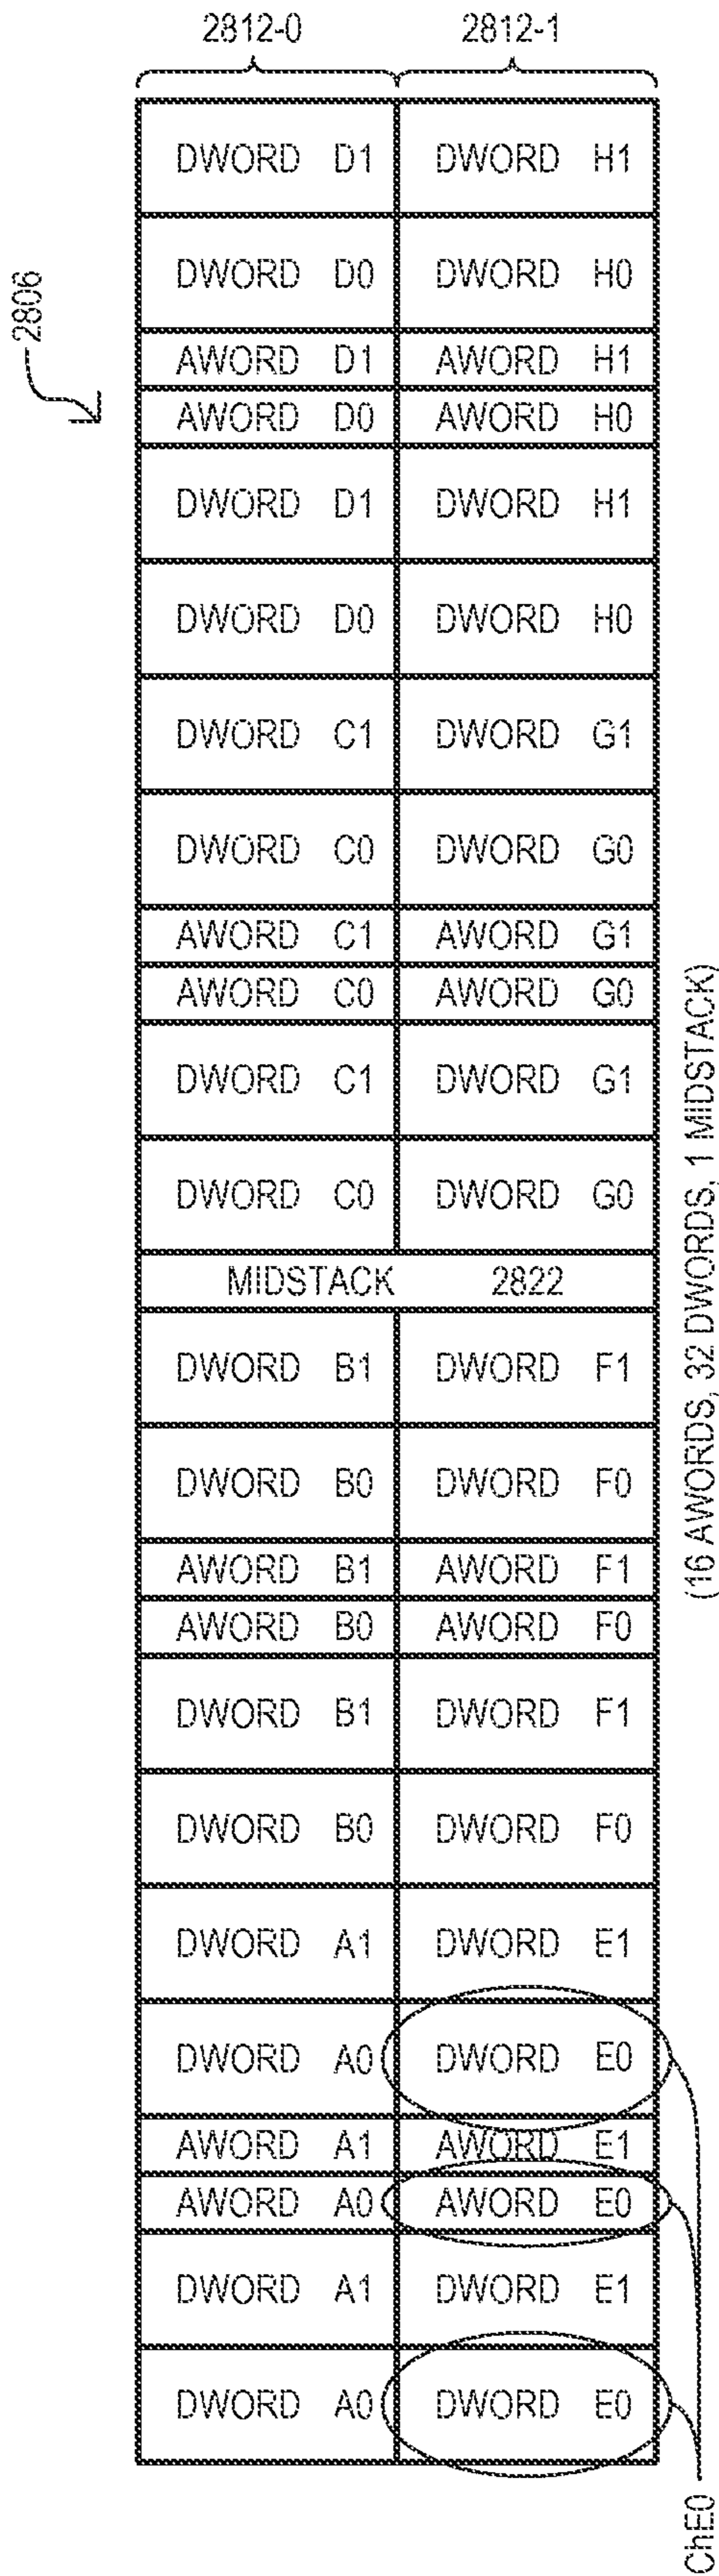 2812-0 2812-1
2806
DWORD D1 DWORD H1
DWORD D0 DWORD H0
AWORD D1 AWORD H1
AWORD D0 AWORD H0
DWORD D1 DWORD H1
DWORD D0 DWORD H0
DWORD C1 DWORD G1
DWORD C0 DWORD G0
AWORD C1 AWORD G1
AWORD C0 AWORD G0
DWORD C1 DWORD G1
DWORD C0 DWORD G0
MIDSTACK 2822
DWORD B1 DWORD F1
DWORD B0 DWORD F0
AWORD B1 AWORD F1
AWORD B0 AWORD F0
DWORD B1 DWORD F1
DWORD B0 DWORD F0
DWORD A1 DWORD E1
DWORD A0 DWORD E0
AWORD A1 AWORD E1
AWORD A0 AWORD E0
DWORD A1 DWORD E1
DWORD A0 DWORD E0
(16 AWORDS, 32 DWORDS, 1 MIDSTACK)
ChE0